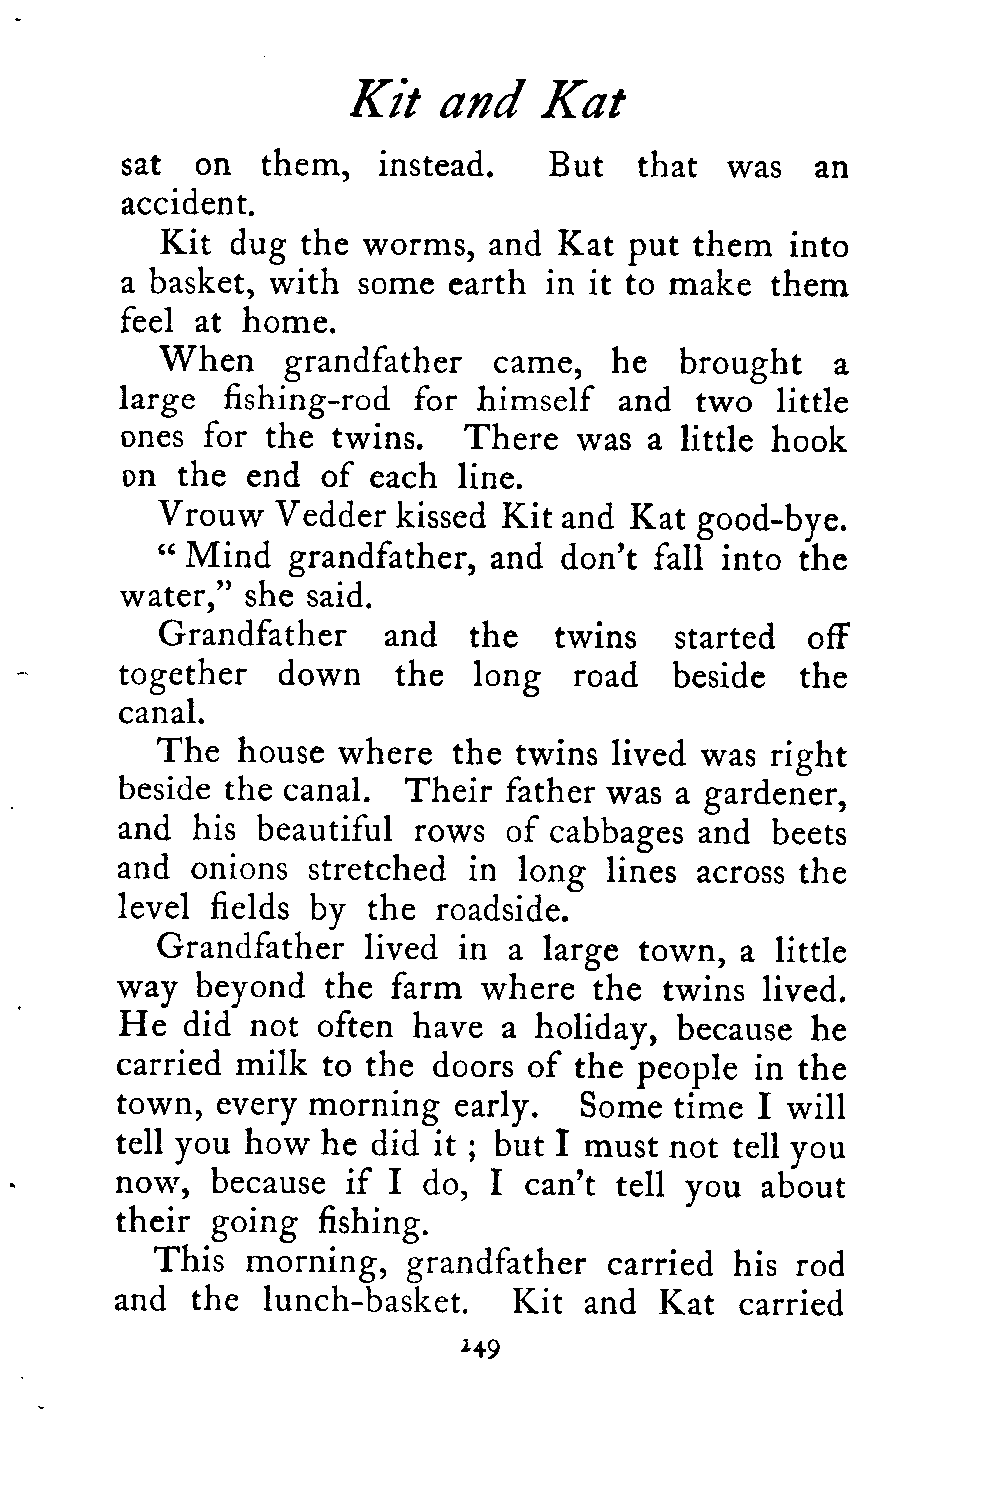 Kit and Kat
sat on them, instead. But that was an
accident.
Kit dug the worms, and Kat put them into
a basket, with some earth in it to make them
feel at home.
When grandfather came, he brought a
large fishing-rod for himself and two little
ones for the twins. There was a little hook
on the end of each line.
Vrouw Vedder kissed Kit and Kat good-bye.
“ Mind grandfather, and don't fall into the
water,” she said.
Grandfather and the twins started off
together down the long road beside the
canal.
The house where the twins lived was right
beside the canal. Their father was a gardener,
and his beautiful rows of cabbages and beets
and onions stretched in long lines across the
level fields by the roadside.
Grandfather lived in a large town, a little
way beyond the farm where the twins lived.
He did not often have a holiday, because he
carried milk to the doors of the people in the
town, every morning early. Some time I will
tell you how he did it ; but I must not tell you
now, because if I do, I can't tell you about
their going fishing.
This morning, grandfather carried his rod
and the lunch-basket. Kit and Kat carried
149